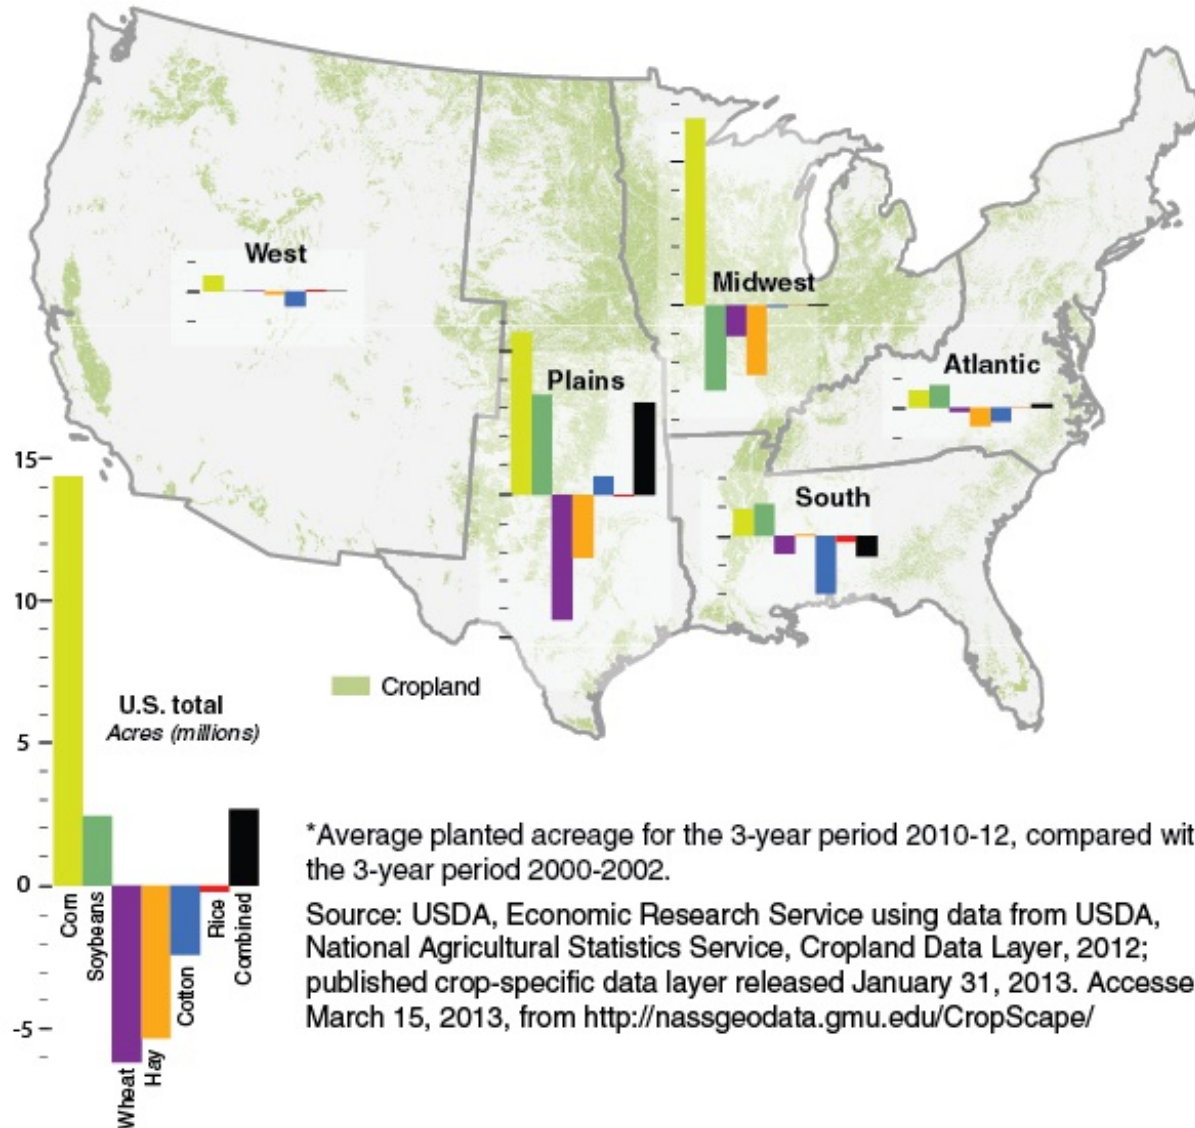 West
Midwest
Plains
Atlantic
South
15
10
5
0
-5
U.S. total
Acres (millions)
Cropland
Corn
Soybeans
Wheat
Hay
Cotton
Rice
Combined
*Average planted acreage for the 3-year period 2010-12, compared wit
the 3-year period 2000-2002.
Source: USDA, Economic Research Service using data from USDA,
National Agricultural Statistics Service, Cropland Data Layer, 2012;
published crop-specific data layer released January 31, 2013. Accesse
March 15, 2013, from http://nassgeodata.gmu.edu/CropScape/